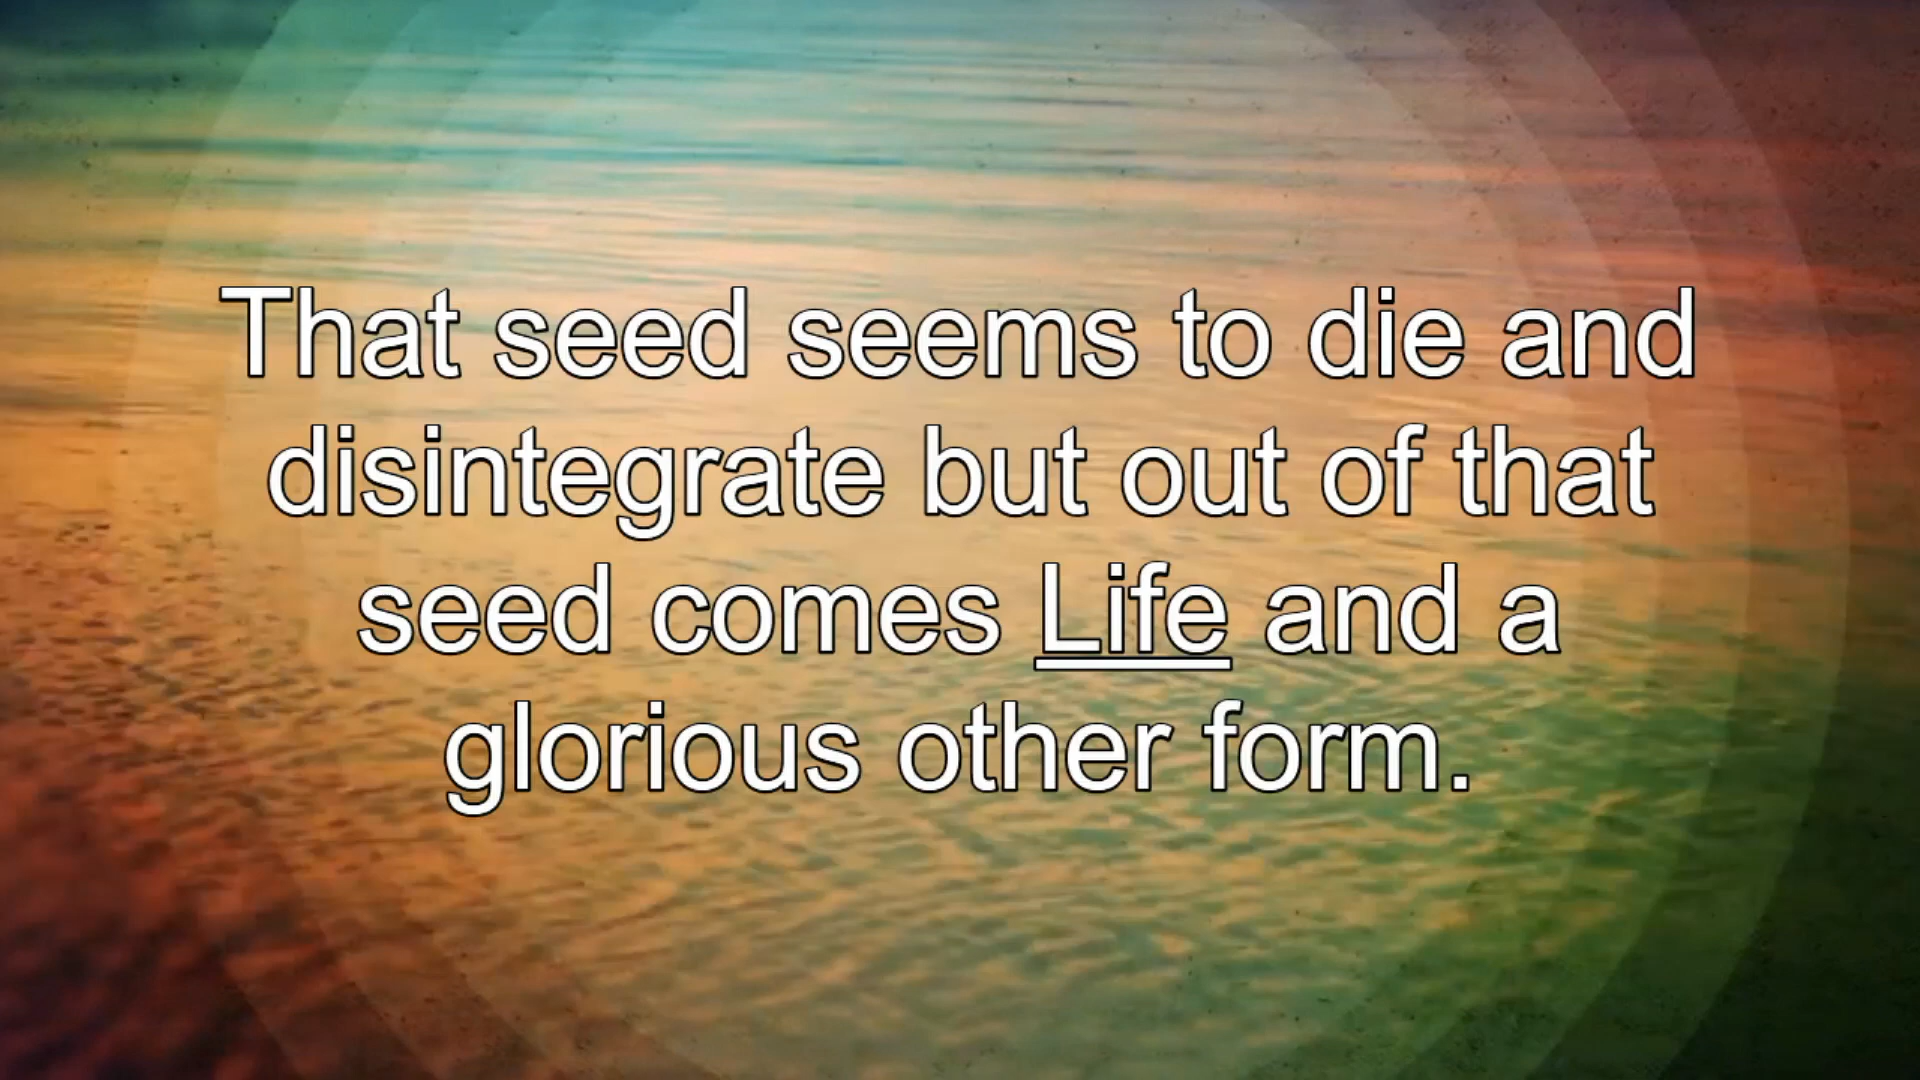 That seed seems to die and
disintegrate but out of that
seed comes Life and a
glorious other form.